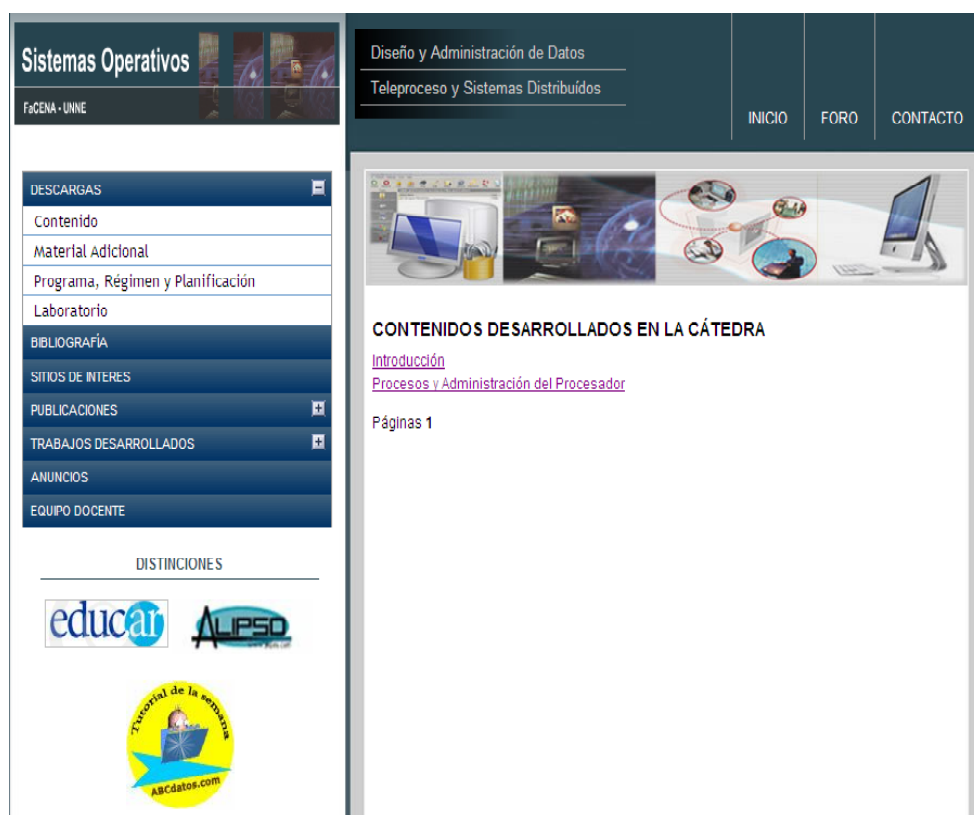 Sistemas Operativos
FaCENA - UNNE
Diseño y Administración de Datos
Teleproceso y Sistemas Distribuídos
INICIO
FORO
CONTACTO
DESCARGAS
Contenido
Material Adicional
Programa, Régimen y Planificación
Laboratorio
BIBLIOGRAFÍA
SITIOS DE INTERES
PUBLICACIONES
TRABAJOS DESARROLLADOS
ANUNCIOS
EQUIPO DOCENTE
DISTINCIONES
educar
ALIPSO
Tutorial de la semana
ABCdatos.com
CONTENIDOS DESARROLLADOS EN LA CÁTEDRA
Introducción
Procesos y Administración del Procesador
Páginas 1